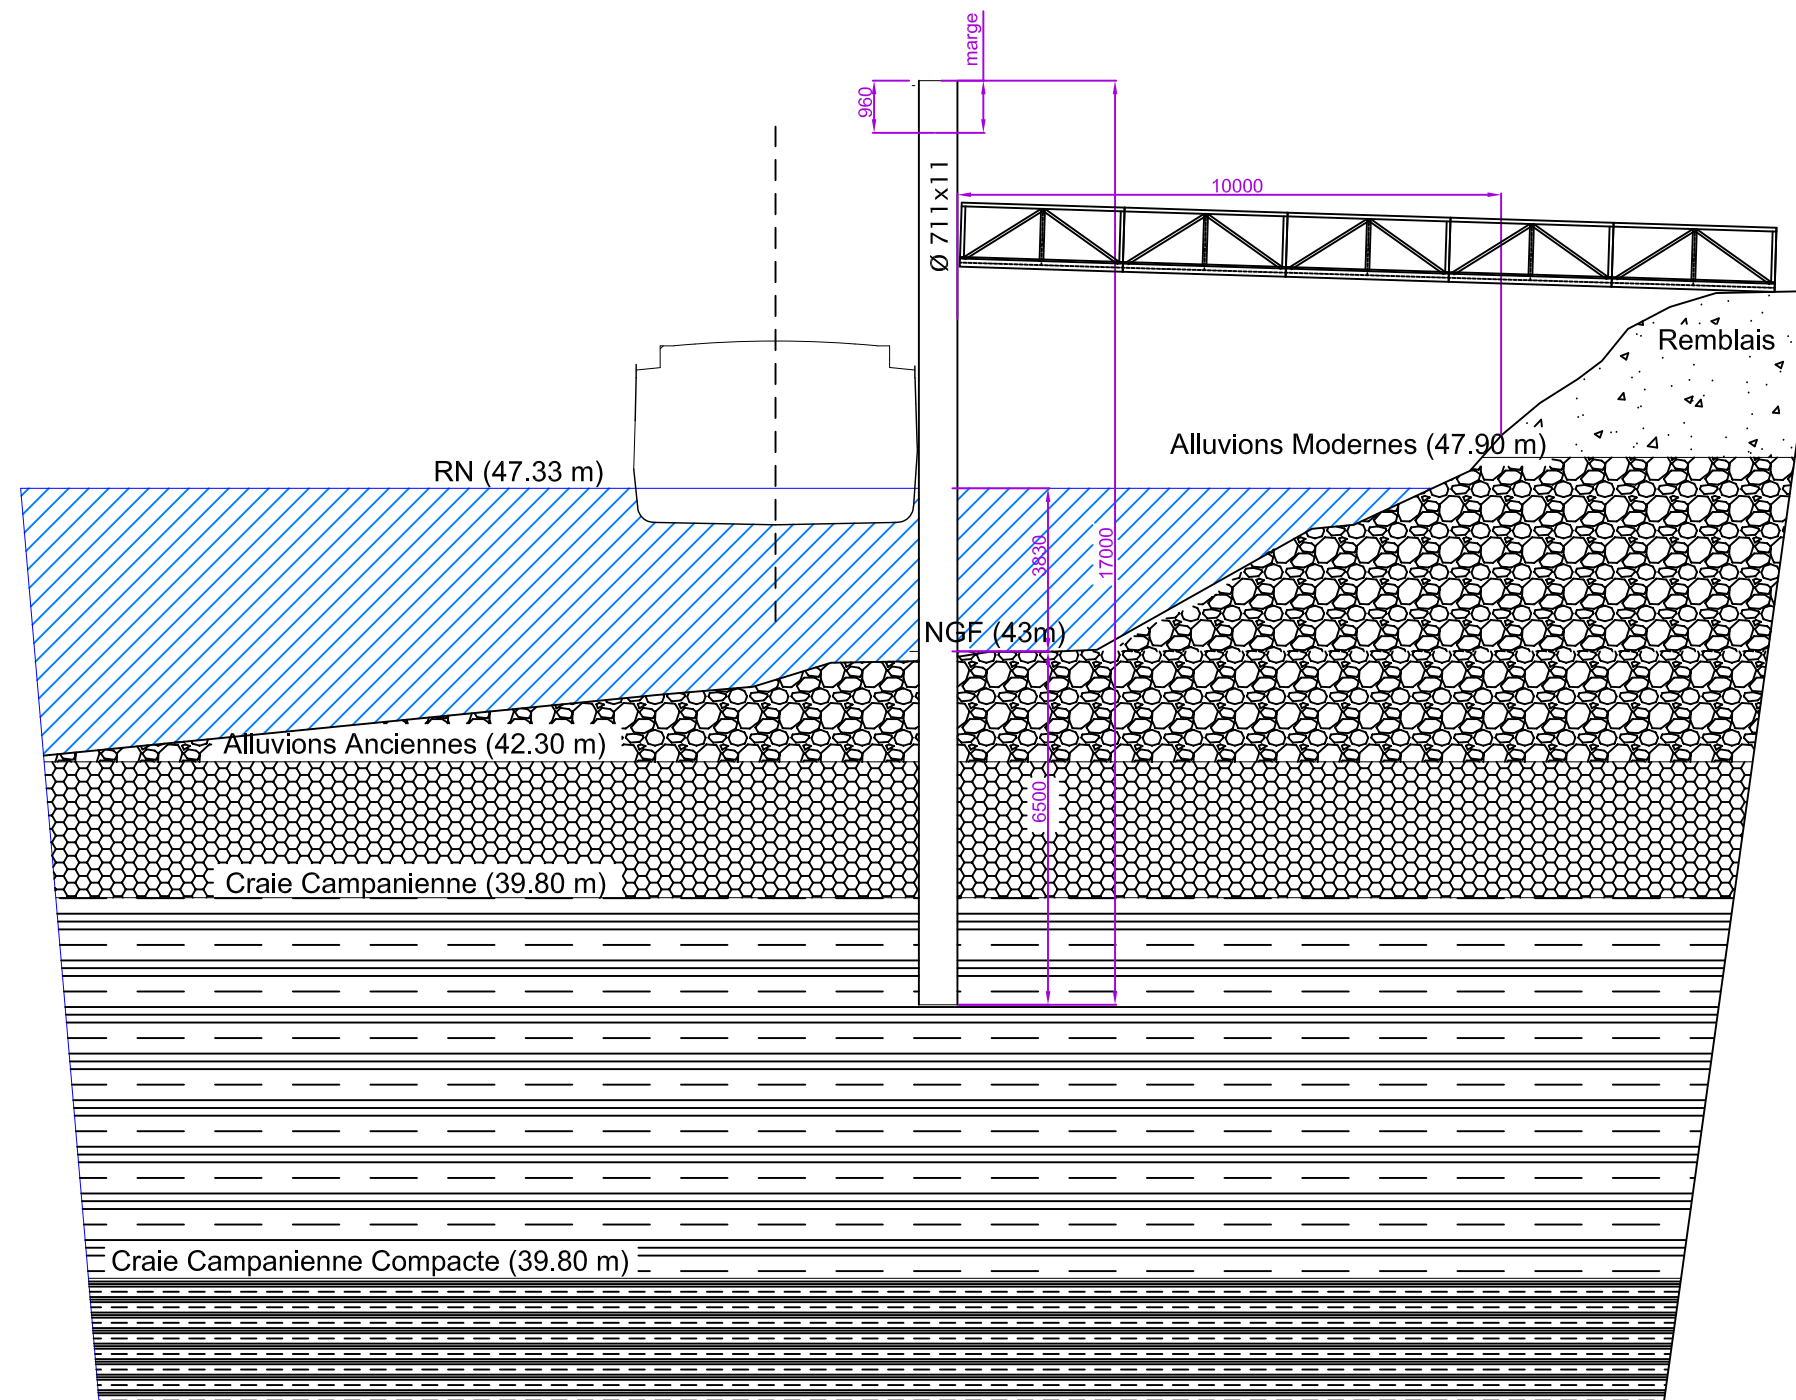 marge
960
Ø 711x11
10000
Remblais
Alluvions Modernes (47.90 m)
RN (47.33 m)
3830
17000
NGF (43m)
Alluvions Anciennes (42.30 m)
6500
Craie Campanienne (39.80 m)
Craie Campanienne Compacte (39.80 m)